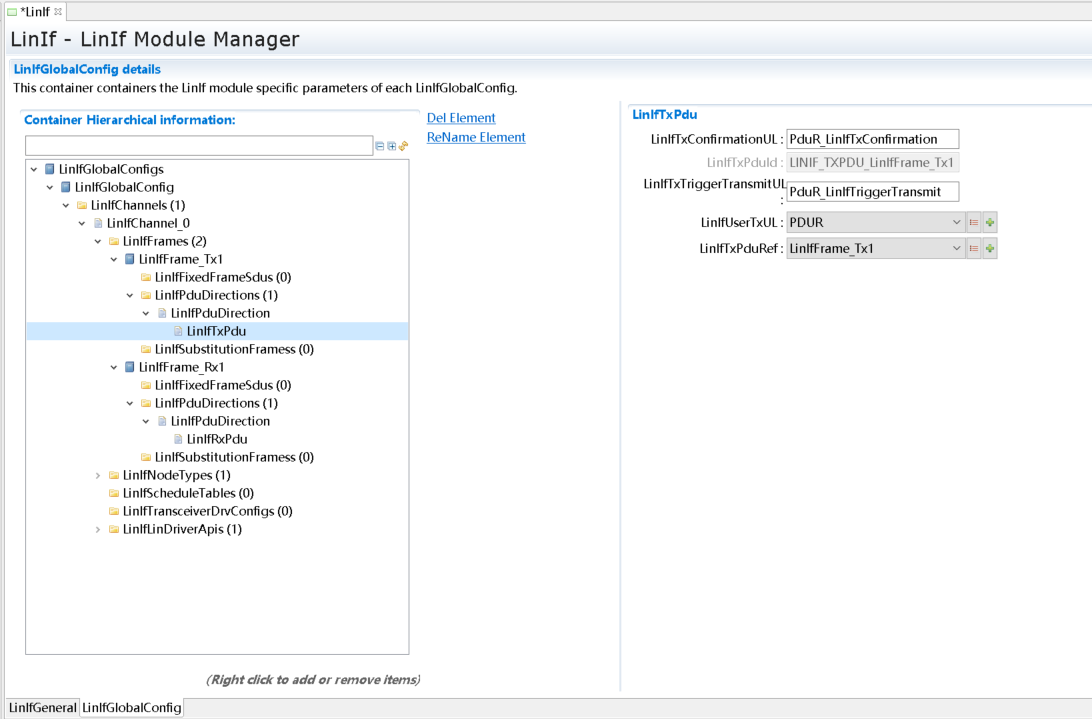 *LinIf
LinIf - LinIf Module Manager
LinIfGlobalConfig details
This container containers the LinIf module specific parameters of each LinIfGlobalConfig.
Container Hierarchical information:
Del Element
ReName Element
LinIfGlobalConfigs
LinIfGlobalConfig
LinIfChannels (1)
LinIfChannel_0
LinIfFrames (2)
LinIfFrame_Tx1
LinIfFixedFrameSdus (0)
LinIfPduDirections (1)
LinIfPduDirection
LinIfTxPdu
LinIfSubstitutionFramess (0)
LinIfFrame_Rx1
LinIfFixedFrameSdus (0)
LinIfPduDirections (1)
LinIfPduDirection
LinIfRxPdu
LinIfSubstitutionFramess (0)
LinIfNodeTypes (1)
LinIfScheduleTables (0)
LinIfTransceiverDrvConfigs (0)
LinIfLinDriverApis (1)
(Right click to add or remove items)
LinIfTxPdu
LinIfTxConfirmationUL : PduR_LinIfTxConfirmation
LinIfTxPduId : LINIF_TXPDU_LinIfFrame_Tx1
LinIfTxTriggerTransmitUL
: PduR_LinIfTriggerTransmit
LinIfUserTxUL : PDUR
LinIfTxPduRef : LinIfFrame_Tx1
LinIfGeneral LinIfGlobalConfig